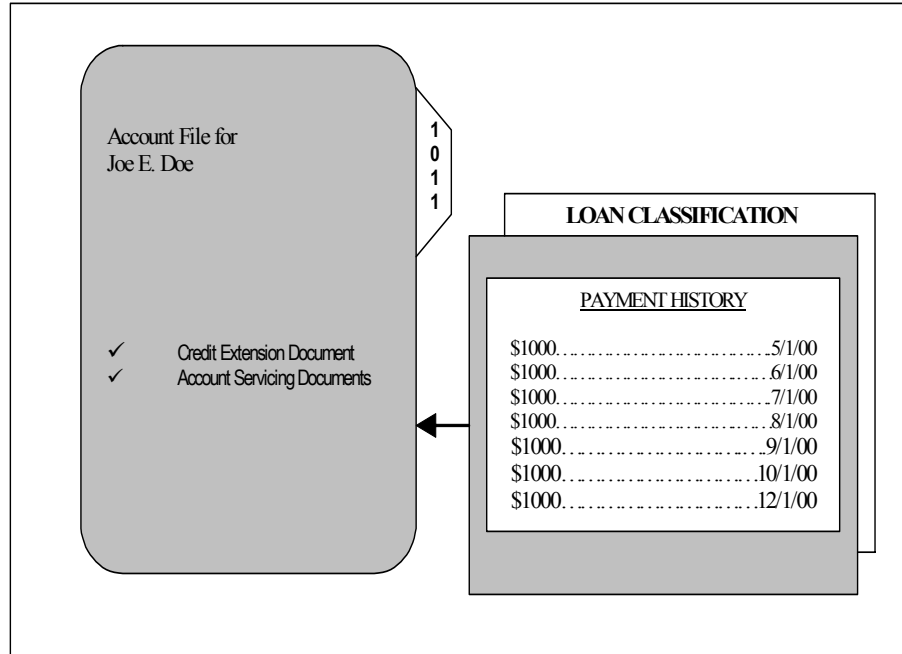 Account File for
Joe E. Doe
1
0
1
1
✓ Credit Extension Document
✓ Account Servicing Documents
LOAN CLASSIFICATION
PAYMENT HISTORY
$1000……………………………….5/1/00
$1000……………………………….6/1/00
$1000……………………………….7/1/00
$1000……………………………….8/1/00
$1000…………………………….9/1/00
$1000…………………………….10/1/00
$1000…………………………….12/1/00